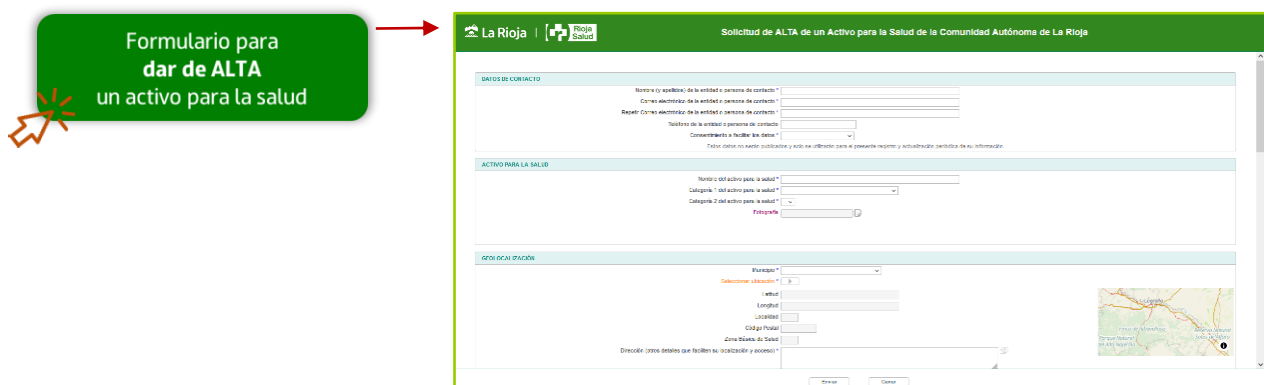 Formulario para
dar de ALTA
un activo para la salud
La Rioja
Rioja
Salud
Solicitud de ALTA de un Activo para la Salud de la Comunidad Autónoma de La Rioja
DATOS DE CONTACTO
Nombre (y apellidos) de la entidad o persona de contacto *
Correo electrónico de la entidad o persona de contacto *
Repetir Correo electrónico de la entidad o persona de contacto *
Teléfono de la entidad o persona de contacto
Consentimiento a facilitar los datos *
Estos datos no serán publicados y solo se utilizarán para el presente registro y actualización periódica de su información
ACTIVO PARA LA SALUD
Nombre del activo para la salud *
Categoría 1 del activo para la salud *
Categoría 2 del activo para la salud *
Fotografía
GEOLOCALIZACIÓN
Municipio *
Seleccionar ubicación *
Latitud
Longitud
Localidad
Código Postal
Zona Básica de Salud
Dirección (otros detalles que faciliten su localización y acceso) *
Logroño
Enviar
Cerrar